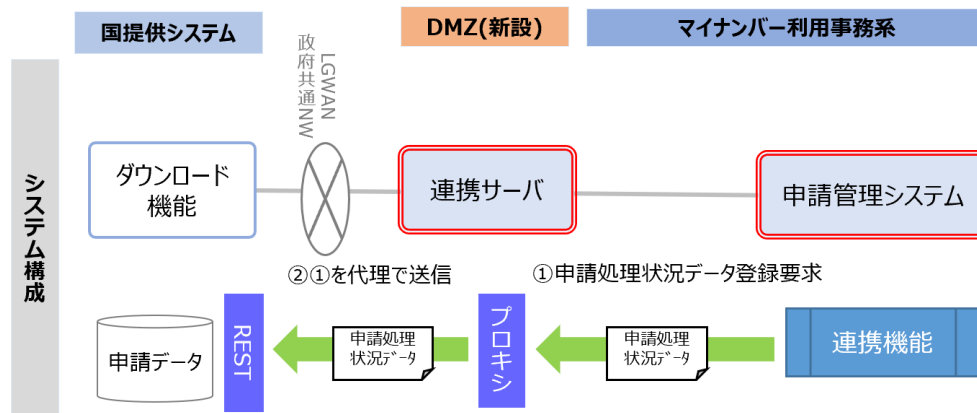 国提供システム
DMZ(新設)
マイナンバー利用事務系
LGWAN
政府共通NW
システム構成
ダウンロード
機能
連携サーバ
申請管理システム
②①を代理で送信
①申請処理状況データ登録要求
申請データ
REST
申請処理
状況データ
プロキシ
申請処理
状況データ
連携機能